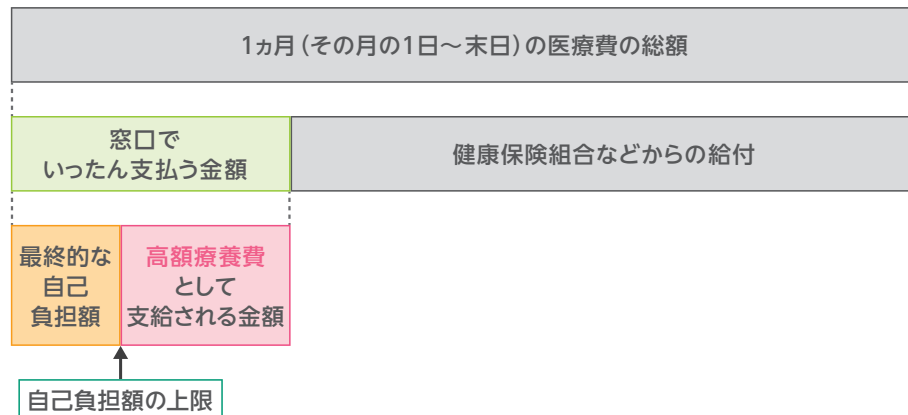 1ヵ月（その月の1日～末日）の医療費の総額
窓口で
いったん支払う金額
健康保険組合などからの給付
最終的な
自己
負担額
高額療養費
として
支給される金額
自己負担額の上限